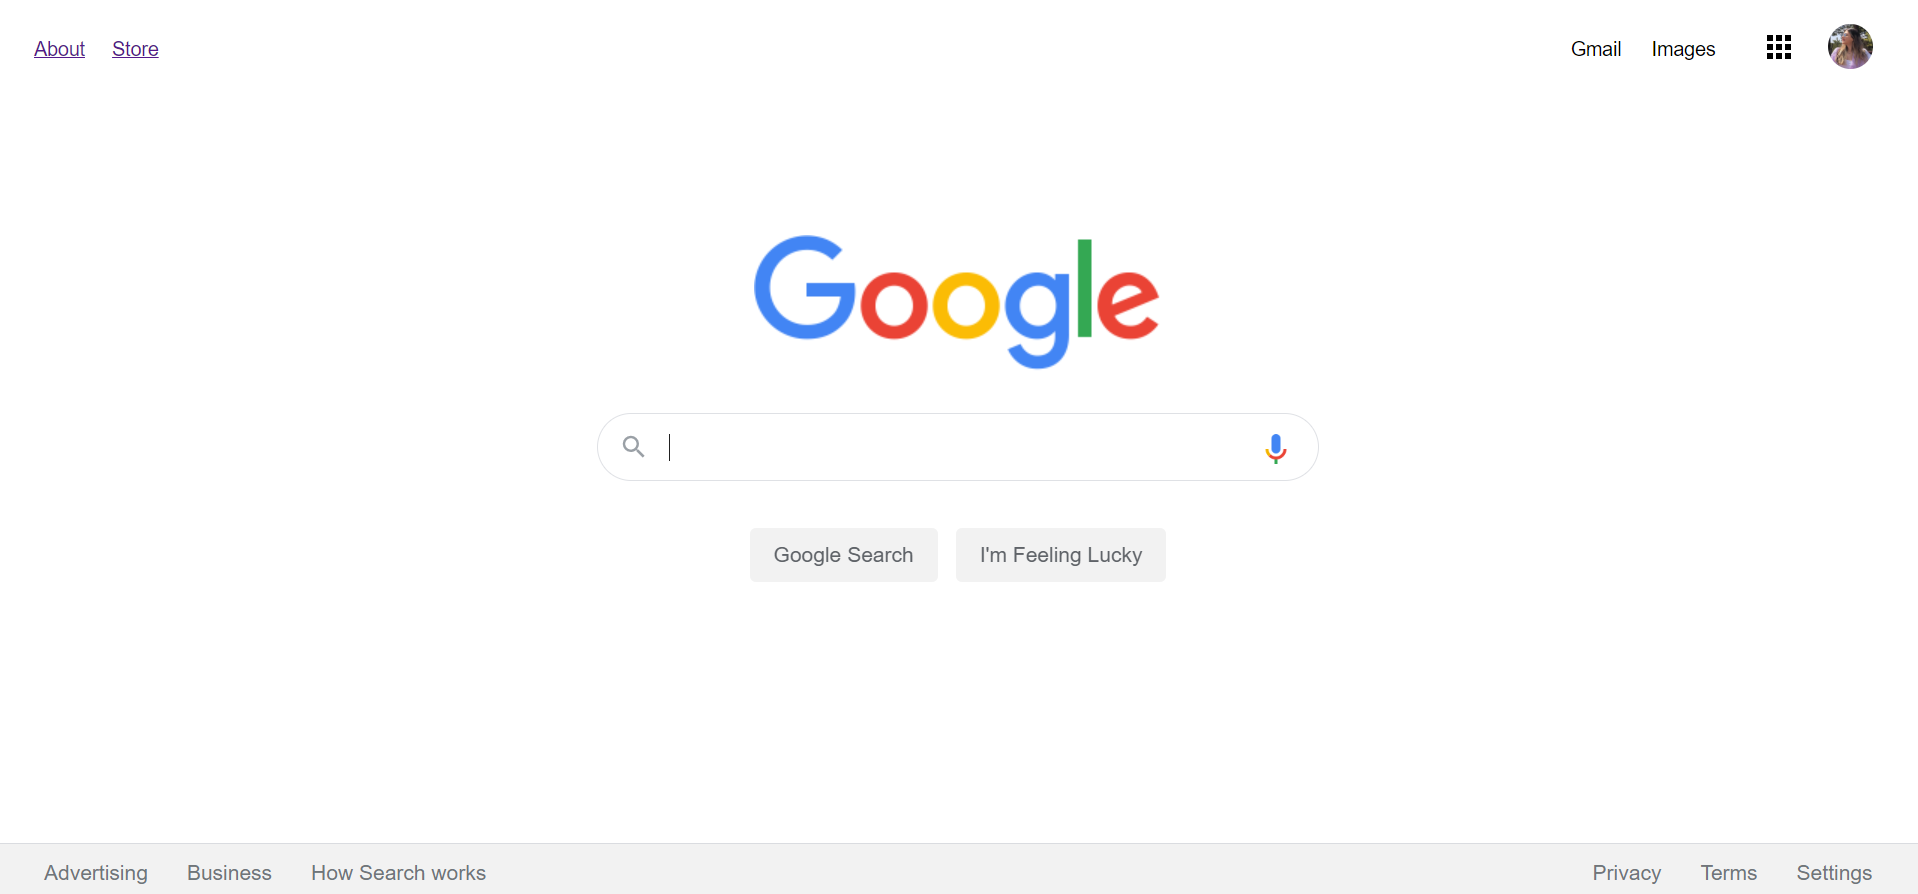 About Store Gmail Images
Google
Google Search I'm Feeling Lucky
Advertising Business How Search works Privacy Terms Settings